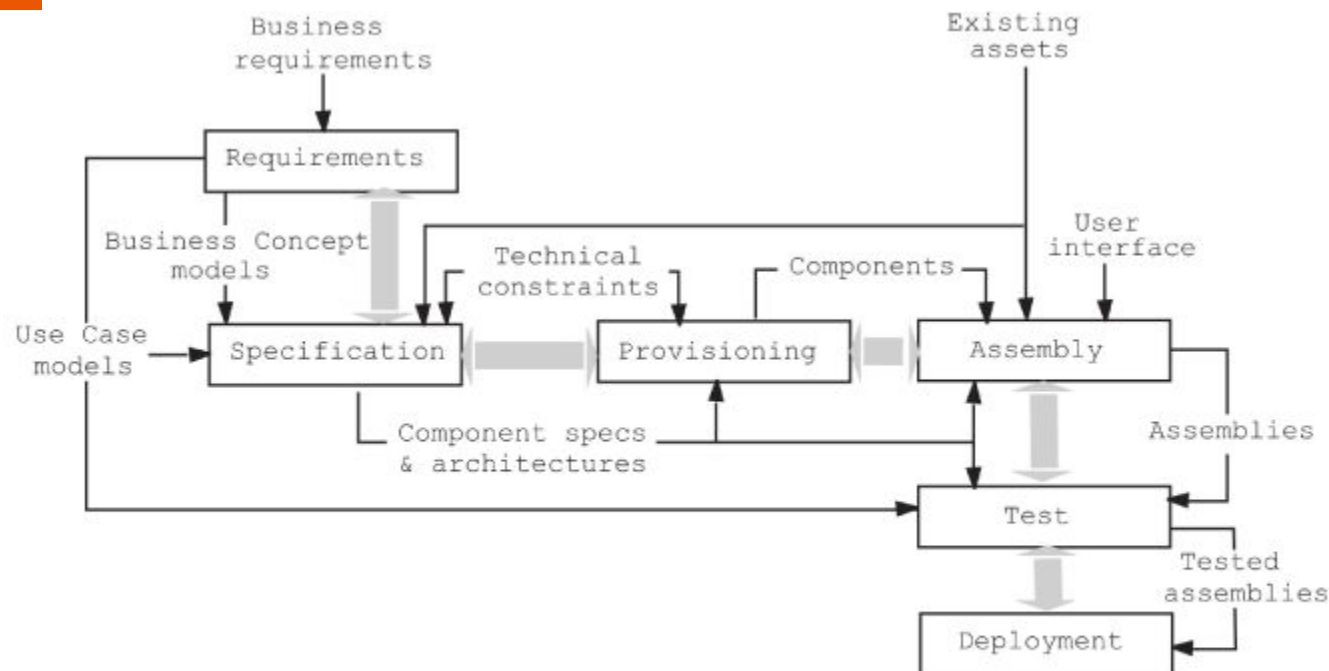 Business
requirements
Existing
assets
Requirements
Business Concept
models
User
interface
Technical
constraints
Components
Use Case
models
Specification
Provisioning
Assembly
Component specs
& architectures
Assemblies
Test
Tested
assemblies
Deployment